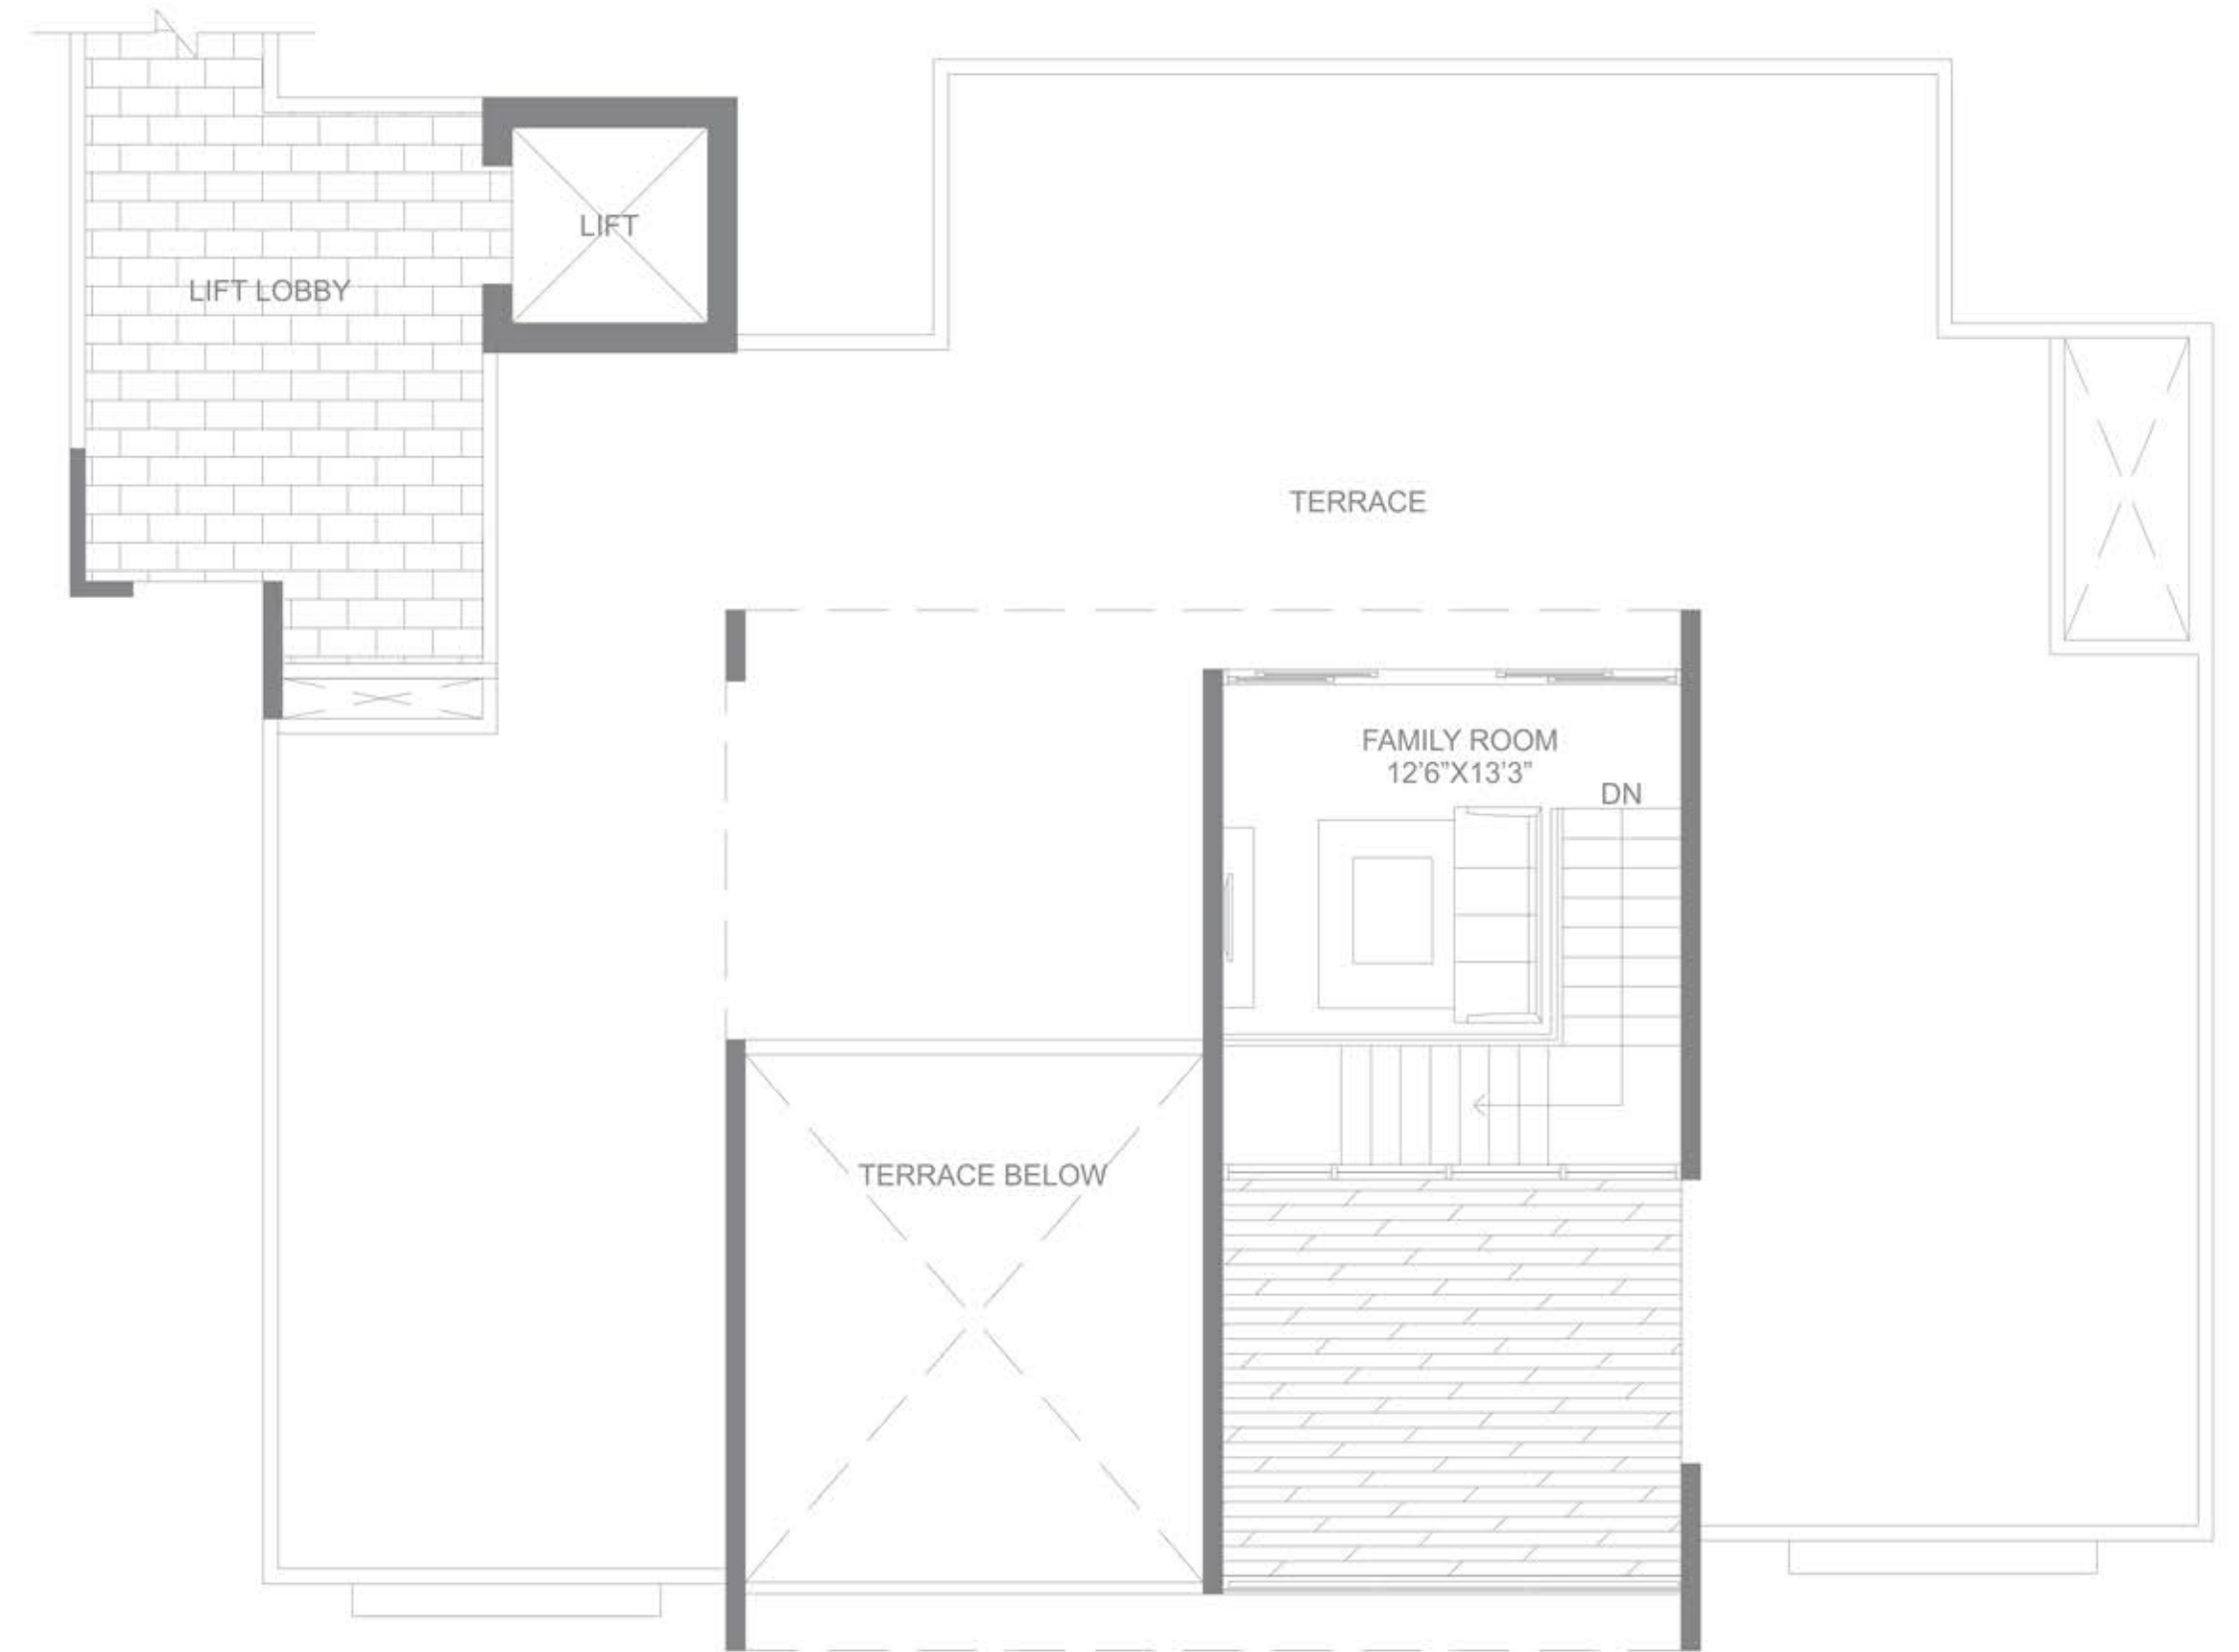 LIFT
LIFT LOBBY
TERRACE
FAMILY ROOM
12’6”X13’3”
DN
TERRACE BELOW